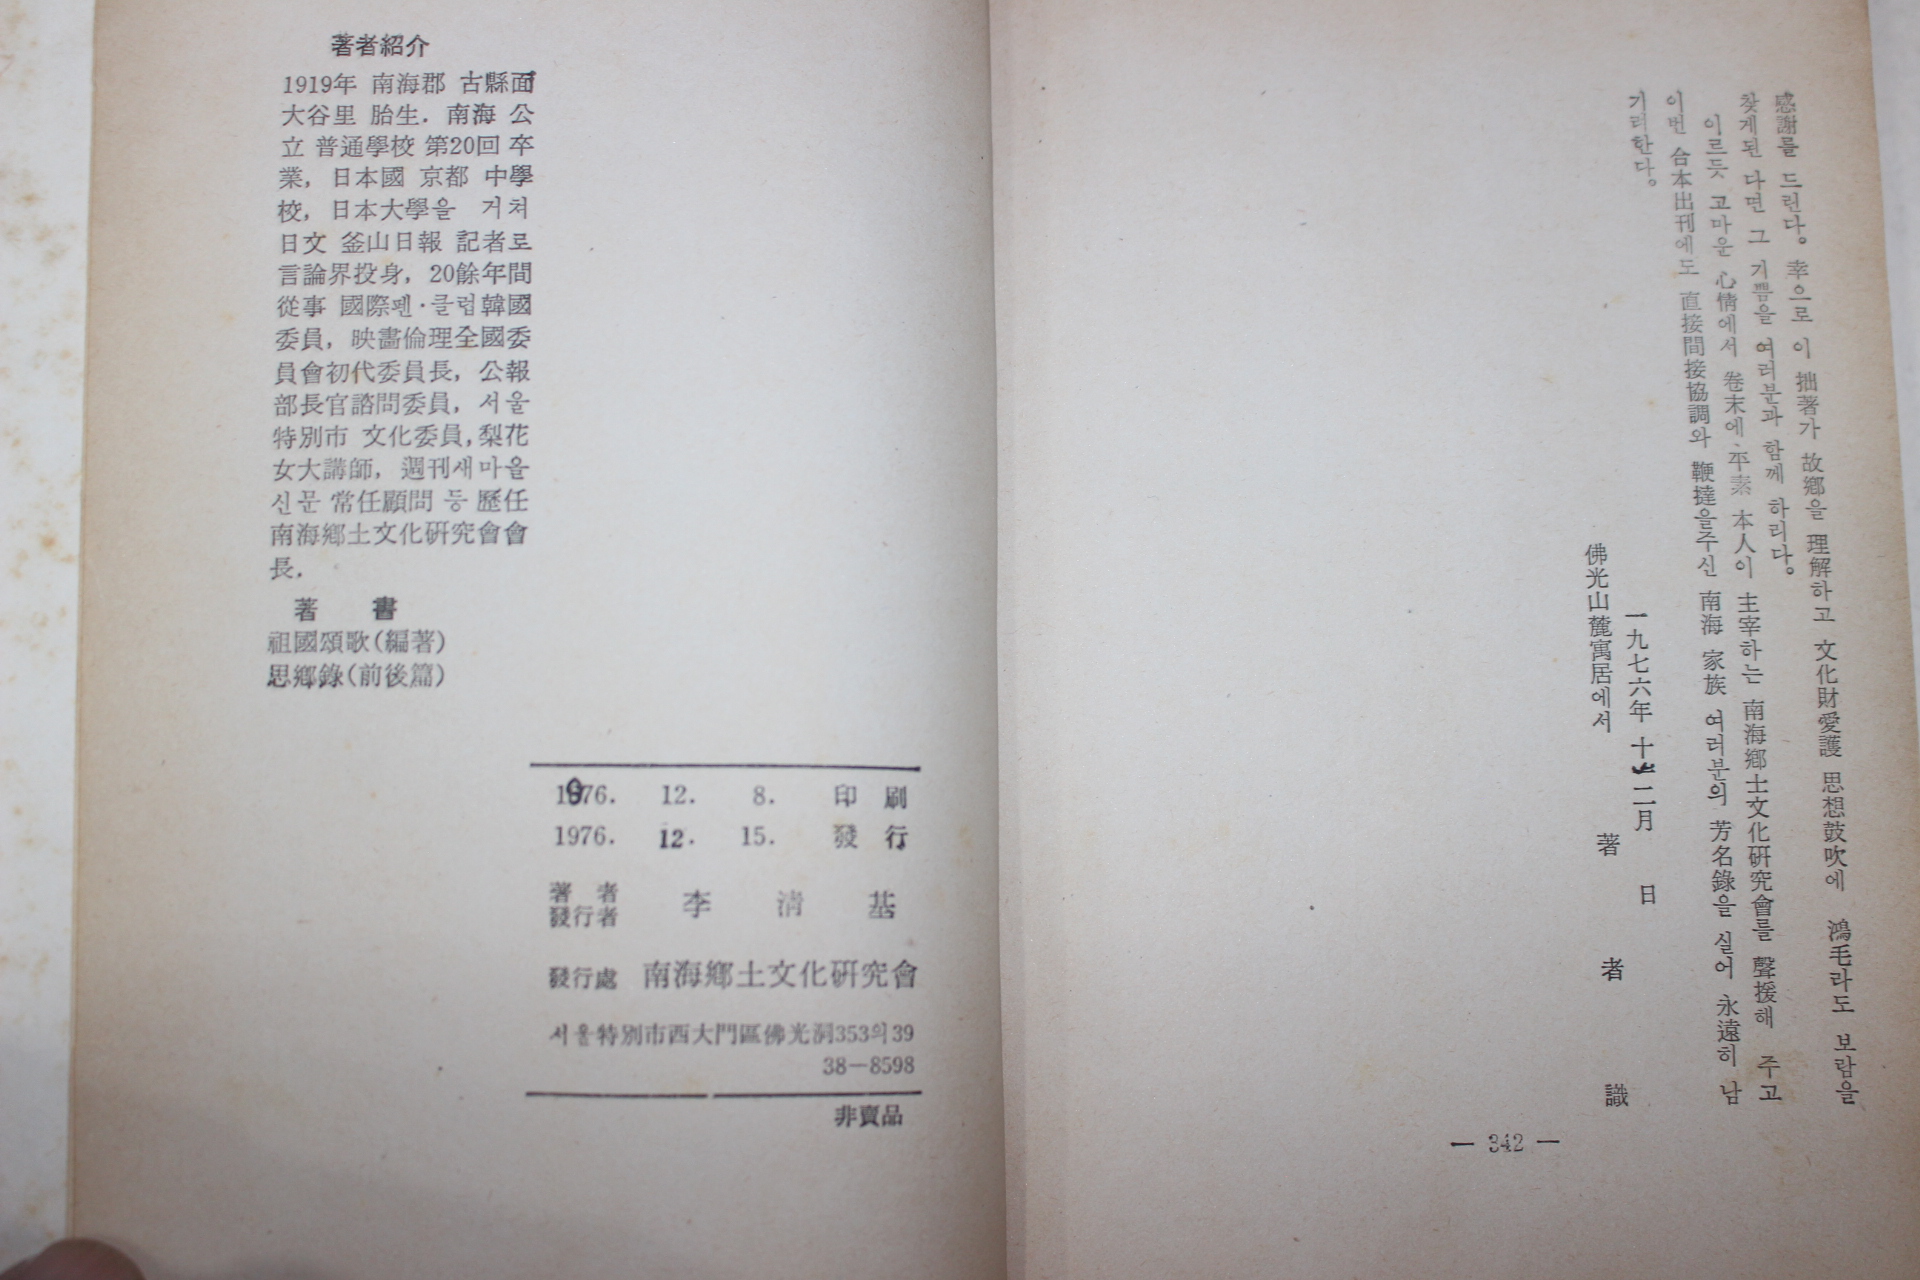 感謝를 드린다。 幸으로 이 拙著가 故鄕을 理解하고 文化財愛護 思想鼓吹에 鴻毛라도 보람을
찾게된 다면 그 기쁨을 여러분과 함께 하리다。
이르듯 고마운 心情에서 卷末에 平素 本人이 主宰하는 南海鄕土文化硏究會를 聲援해 주고
이번 合本出刊에도 直接間接協調와 鞭撻을주신 南海 家族 여러분의 芳名錄을 실어 永遠히 남
기려한다。
一九七六年 十二月 日
佛光山麓寓居에서 著 者 識
— 342 —
著者紹介
1919年 南海郡 古縣面
大谷里 胎生. 南海 公
立 普通學校 第20回 卒
業, 日本國 京都 中學
校, 日本大學을 거쳐
日文 釜山日報 記者로
言論界投身, 20餘年間
從事 國際펜·클럽韓國
委員, 映畵倫理全國委
員會初代委員長, 公報
部長官諮問委員, 서울
特別市 文化委員,梨花
女大講師, 週刊새마을
신문 常任顧問 등 歷任
南海鄕土文化硏究會會
長.
著 書
祖國頌歌(編著)
思鄕錄(前後篇)
1976. 12. 8. 印 刷
1976. 12. 15. 發 行
著 者
發行者 李 淸 基
發行處 南海鄕土文化硏究會
서울特別市西大門區佛光洞353의39
38—8598
非賣品